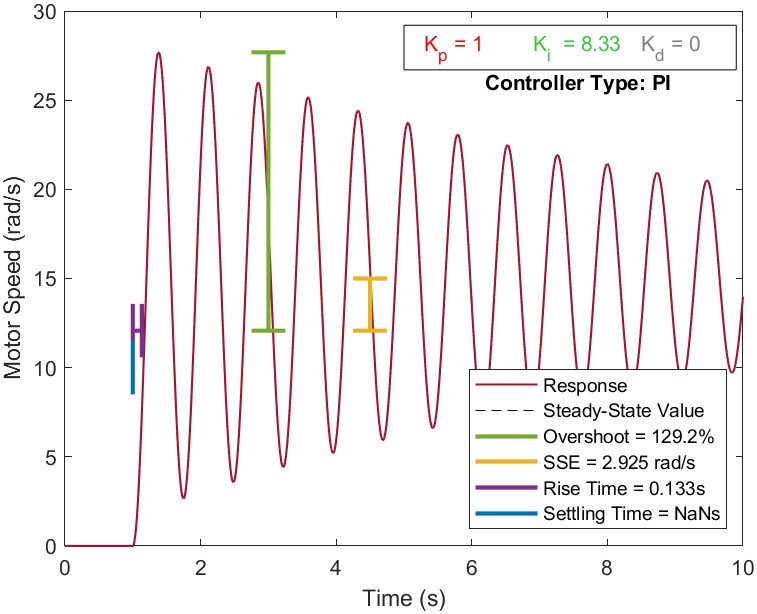 30
25
20
15
10
5
0
Motor Speed (rad/s)
K_p = 1 K_i = 8.33 K_d = 0
Controller Type: PI
Response
Steady-State Value
Overshoot = 129.2%
SSE = 2.925 rad/s
Rise Time = 0.133s
Settling Time = NaNs
0 2 4 6 8 10
Time (s)